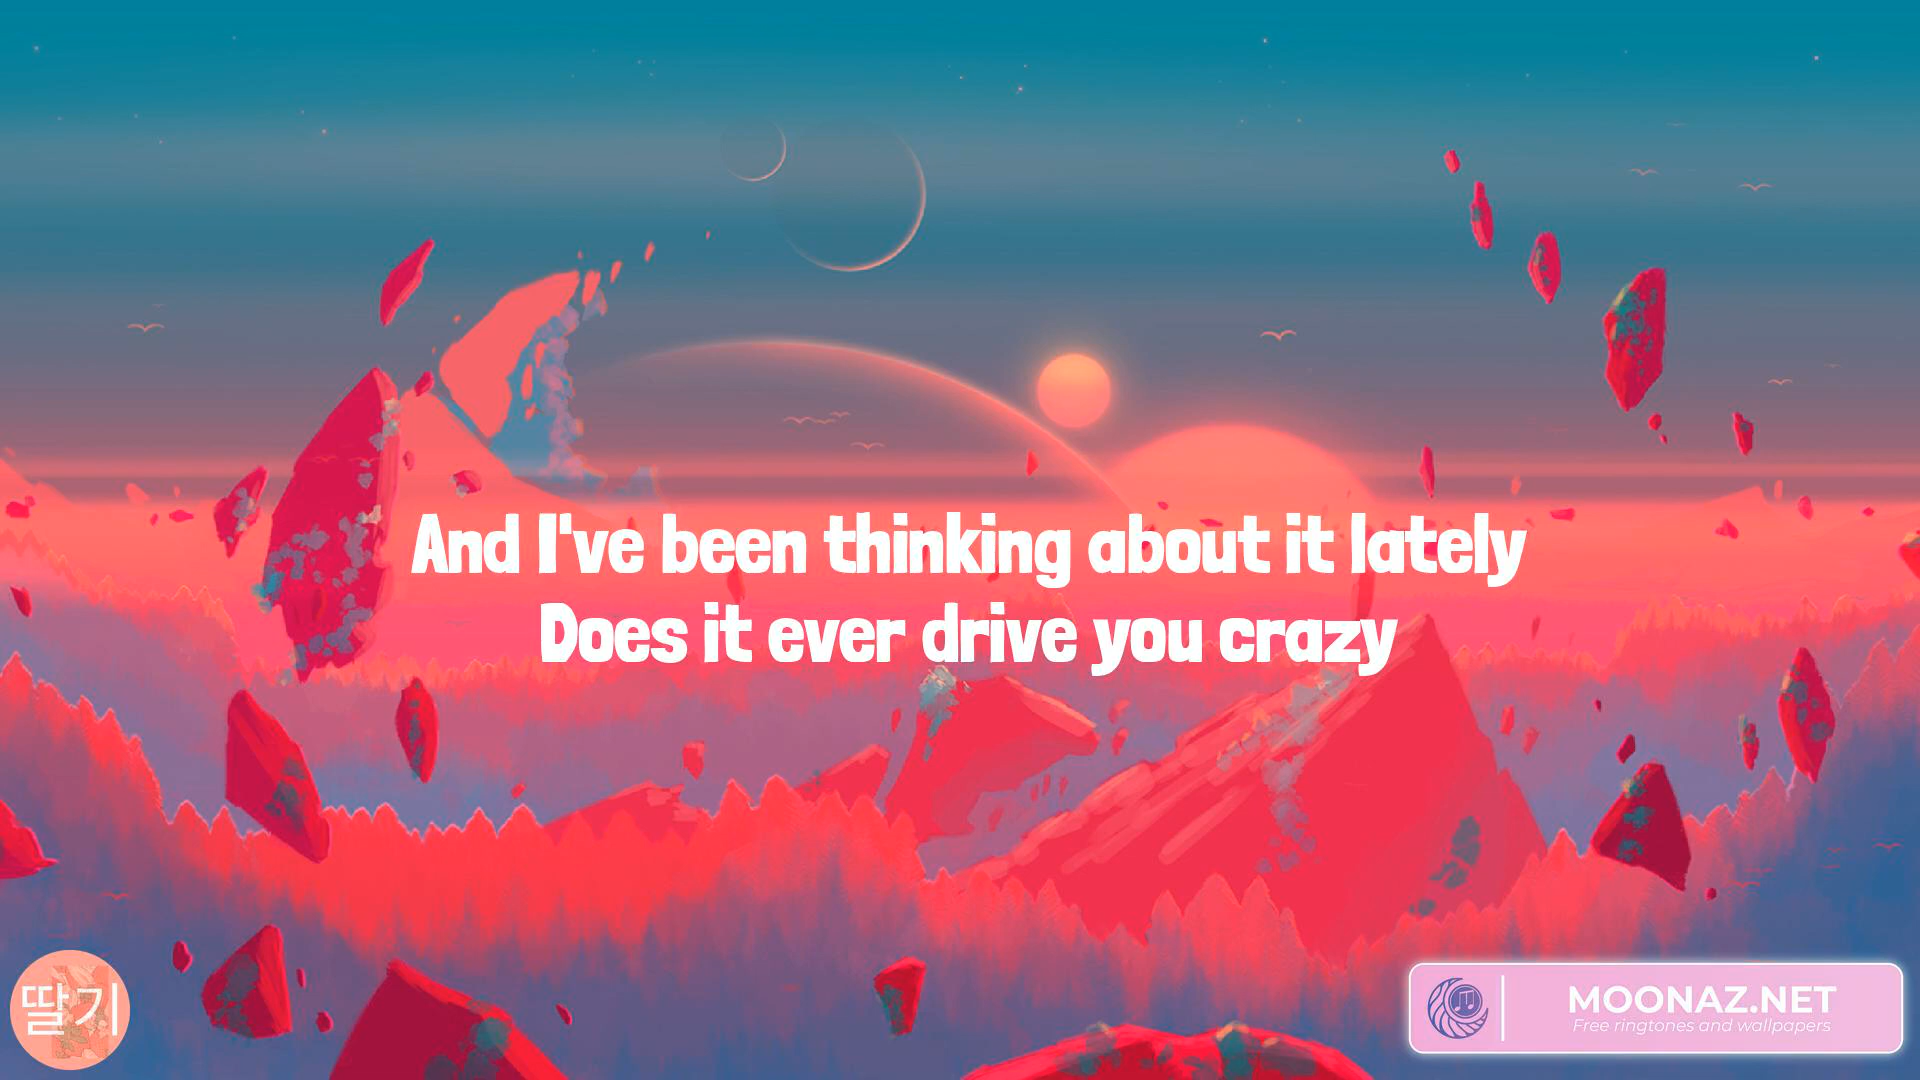 And I've been thinking about it lately
Does it ever drive you crazy
딸기
MOONAZ.NET
Free ringtones and wallpapers